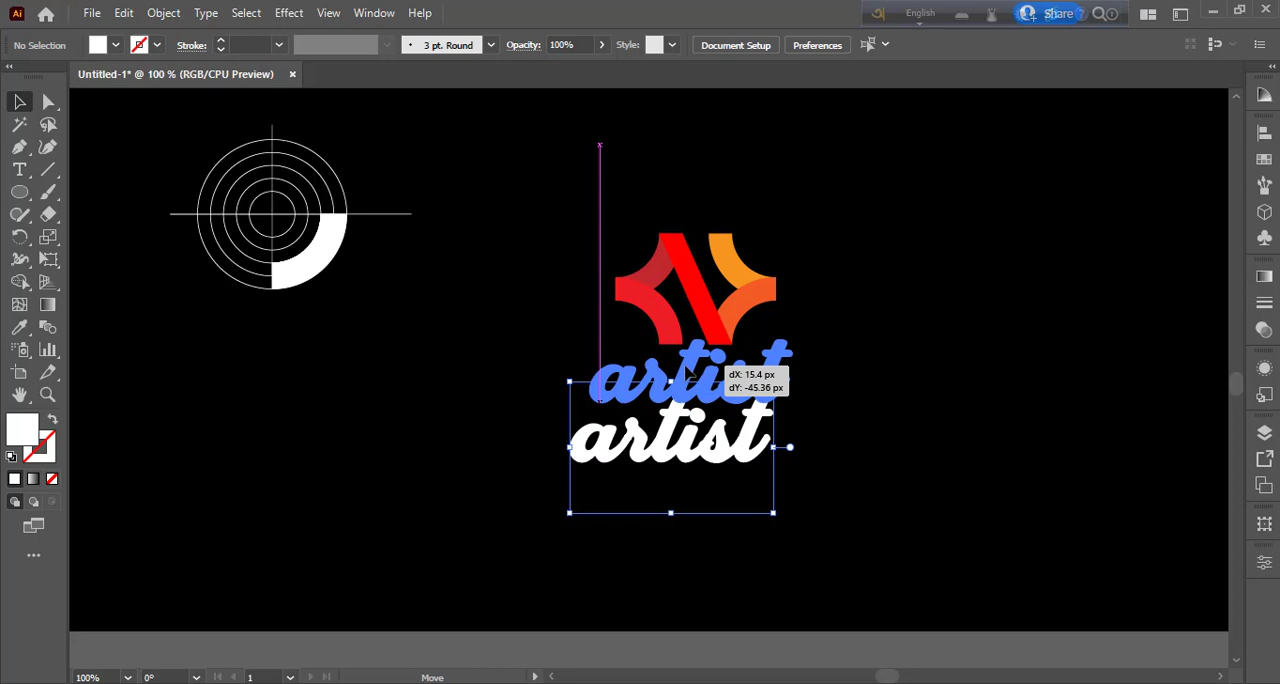 Ai File Edit Object Type Select Effect View Window Help English Share
No Selection Stroke: 3 pt. Round Opacity: 100% Style: Document Setup Preferences
Untitled-1* @ 100 % (RGB/CPU Preview)
artist
dX: 15.4 px
dY: -45.36 px
artist
100% 0° 1 Move